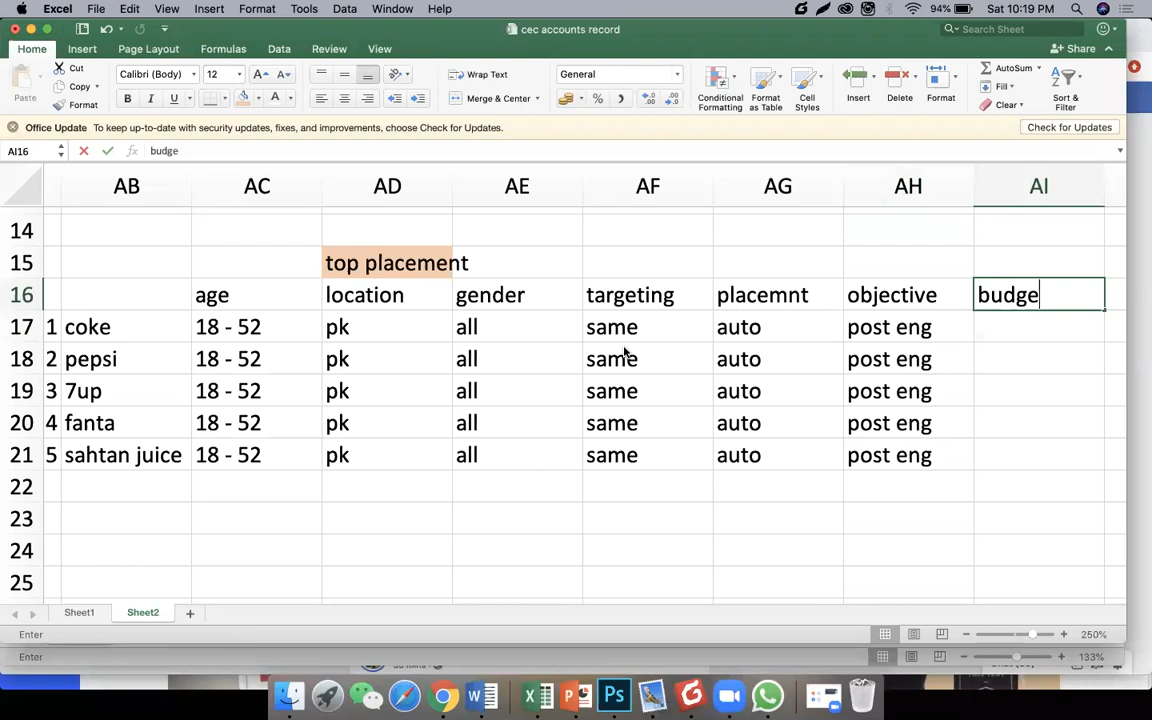 Excel File Edit View Insert Format Tools Data Window Help 94% Sat 10:19 PM
cec accounts record Search Sheet
Home Insert Page Layout Formulas Data Review View Share
Paste Cut Calibri (Body) 12 Wrap Text General AutoSum
Copy Fill
Format B I U Merge & Center Conditional Formatting Format as Table Cell Styles Insert Delete Format Clear Sort & Filter
Office Update To keep up-to-date with security updates, fixes, and improvements, choose Check for Updates. Check for Updates
AI16 fx budge
AB AC AD AE AF AG AH AI
14
15 top placement
16 age location gender targeting placemnt objective budge
17 1 coke 18 - 52 pk all same auto post eng
18 2 pepsi 18 - 52 pk all same auto post eng
19 3 7up 18 - 52 pk all same auto post eng
20 4 fanta 18 - 52 pk all same auto post eng
21 5 sahtan juice 18 - 52 pk all same auto post eng
22
23
24
25
Sheet1 Sheet2
Enter 250%
Enter 133%